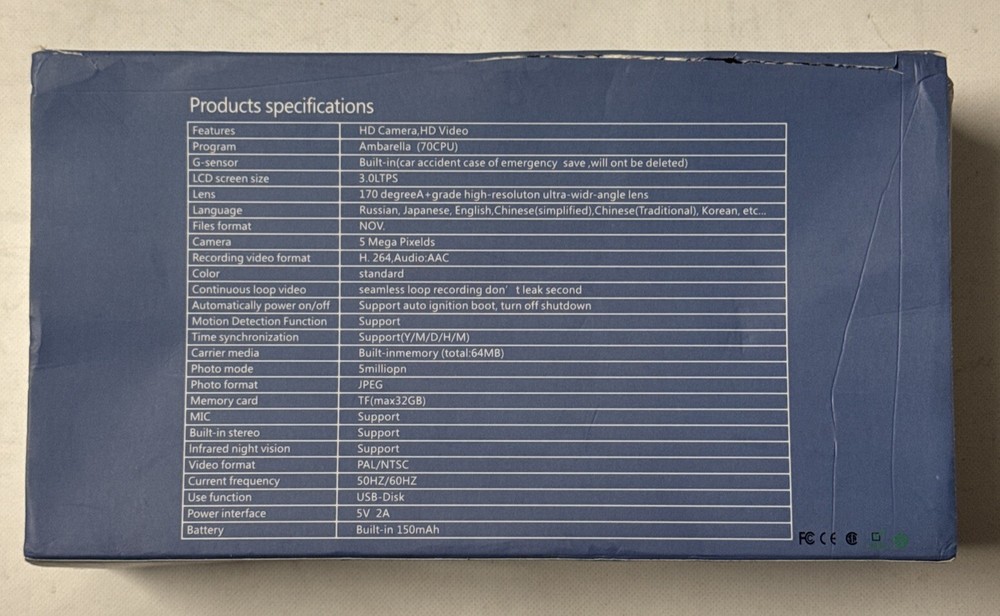 Products specifications
Features HD Camera,HD Video
Program Ambarella (70CPU)
G-sensor Built-in(car accident case of emergency save ,will ont be deleted)
LCD screen size 3.0LTPS
Lens 170 degreeA+grade high-resoluton ultra-widr-angle lens
Language Russian, Japanese, English,Chinese(simplified),Chinese(Traditional), Korean, etc...
Files format NOV.
Camera 5 Mega Pixelds
Recording video format H. 264,Audio:AAC
Color standard
Continuous loop video seamless loop recording don' t leak second
Automatically power on/off Support auto ignition boot, turn off shutdown
Motion Detection Function Support
Time synchronization Support(Y/M/D/H/M)
Carrier media Built-inmemory (total:64MB)
Photo mode 5milliopn
Photo format JPEG
Memory card TF(max32GB)
MIC Support
Built-in stereo Support
Infrared night vision Support
Video format PAL/NTSC
Current frequency 50HZ/60HZ
Use function USB-Disk
Power interface 5V 2A
Battery Built-in 150mAh
FC CE